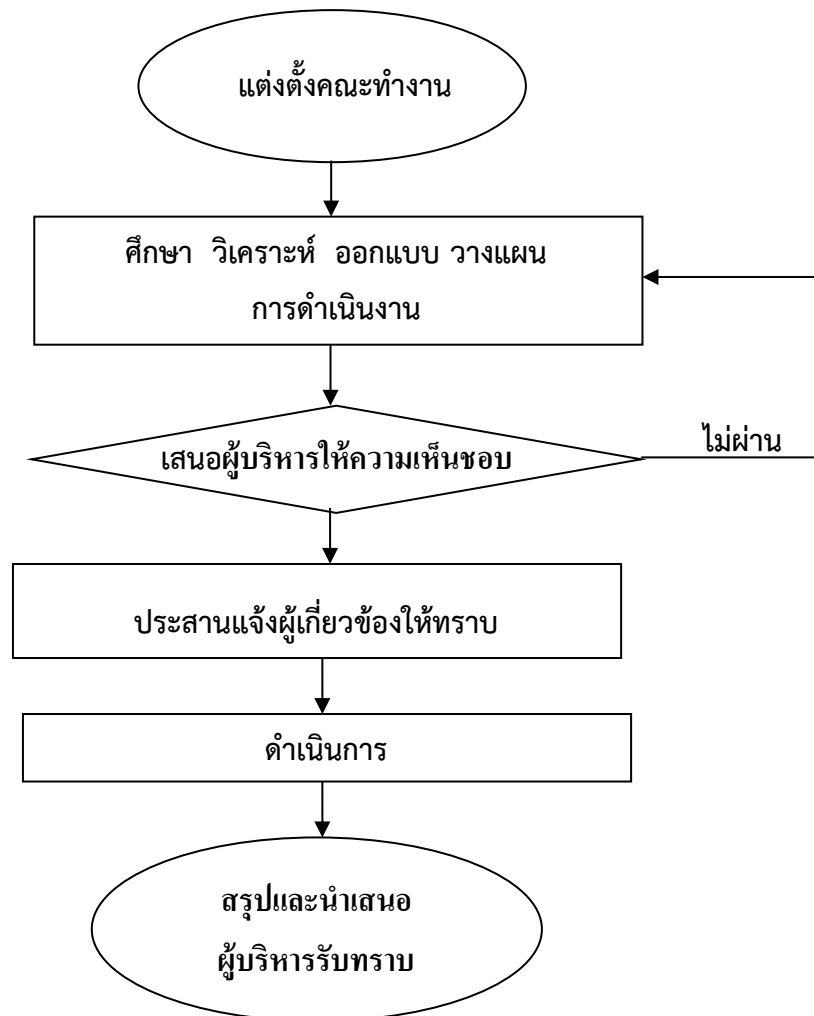 แต่งตั้งคณะทำงาน
ศึกษา วิเคราะห์ ออกแบบ วางแผน
การดำเนินงาน
เสนอผู้บริหารให้ความเห็นชอบ
ไม่ผ่าน
ประสานแจ้งผู้เกี่ยวข้องให้ทราบ
ดำเนินการ
สรุปและนำเสนอ
ผู้บริหารรับทราบ